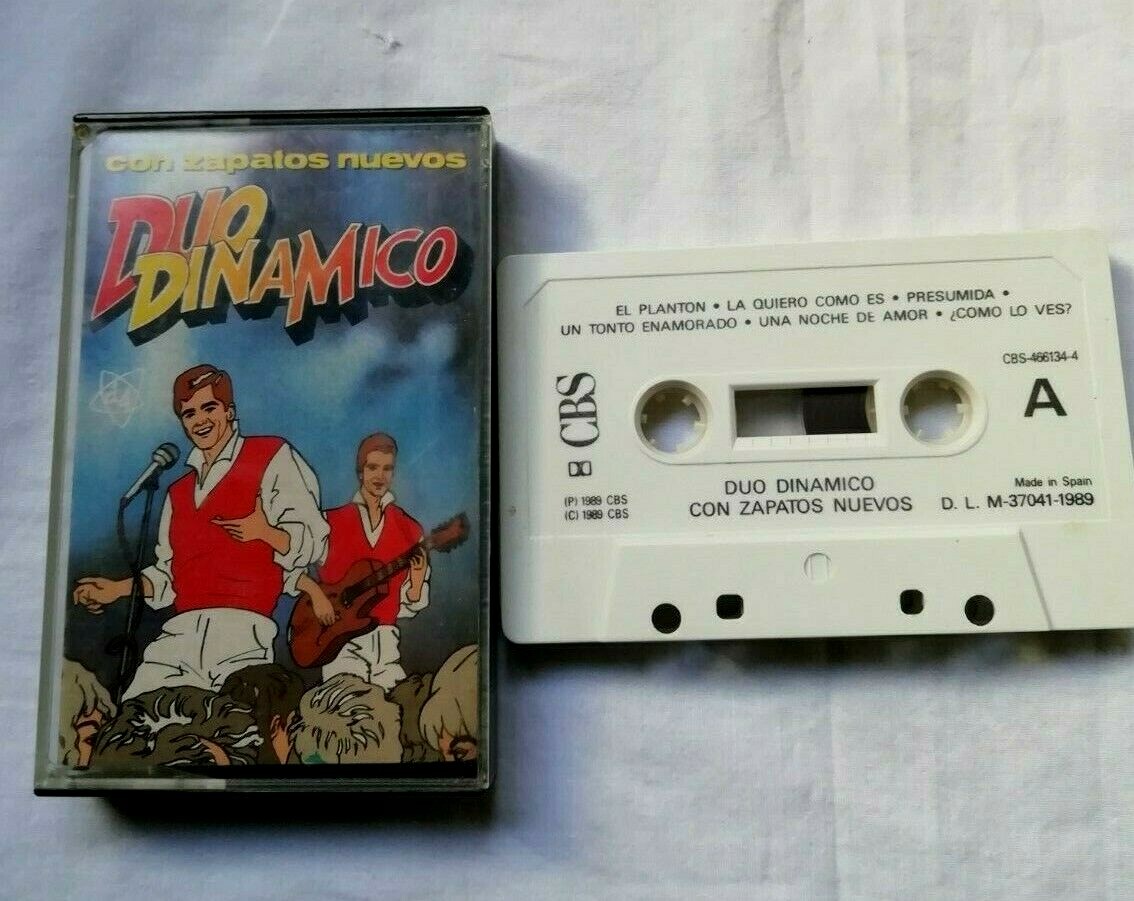 con zapatos nuevos
DUO
DINAMICO
EL PLANTON • LA QUIERO COMO ES • PRESUMIDA •
UN TONTO ENAMORADO • UNA NOCHE DE AMOR • ¿COMO LO VES?
CBS-466134-4
CBS
A
DUO DINAMICO
CON ZAPATOS NUEVOS
(P) 1989 CBS
(C) 1989 CBS
Made in Spain
D. L. M-37041-1989